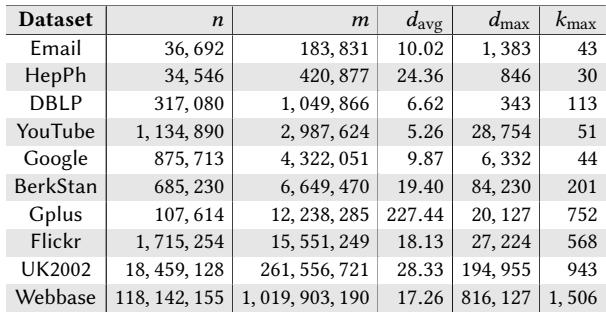 Dataset n m d_avg d_max k_max
Email 36, 692 183, 831 10.02 1, 383 43
HepPh 34, 546 420, 877 24.36 846 30
DBLP 317, 080 1, 049, 866 6.62 343 113
YouTube 1, 134, 890 2, 987, 624 5.26 28, 754 51
Google 875, 713 4, 322, 051 9.87 6, 332 44
BerkStan 685, 230 6, 649, 470 19.40 84, 230 201
Gplus 107, 614 12, 238, 285 227.44 20, 127 752
Flickr 1, 715, 254 15, 551, 249 18.13 27, 224 568
UK2002 18, 459, 128 261, 556, 721 28.33 194, 955 943
Webbase 118, 142, 155 1, 019, 903, 190 17.26 816, 127 1, 506